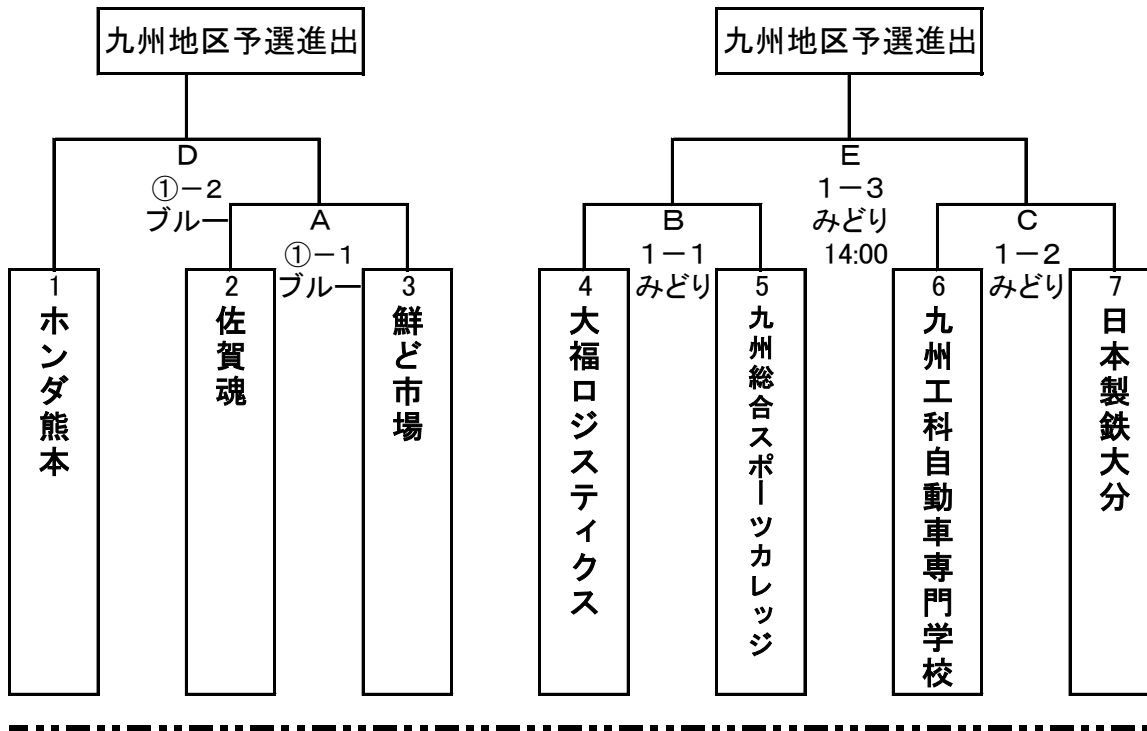 九州地区予選進出
九州地区予選進出
D
①－2
ブルー
A
①－1
ブルー
E
1－3
みどり
14:00
B
1－1
みどり
C
1－2
みどり
1
ホンダ熊本
2
佐賀魂
3
鮮ど市場
4
大福ロジスティクス
5
九州総合スポーツカレッジ
6
九州工科自動車専門学校
7
日本製鉄大分